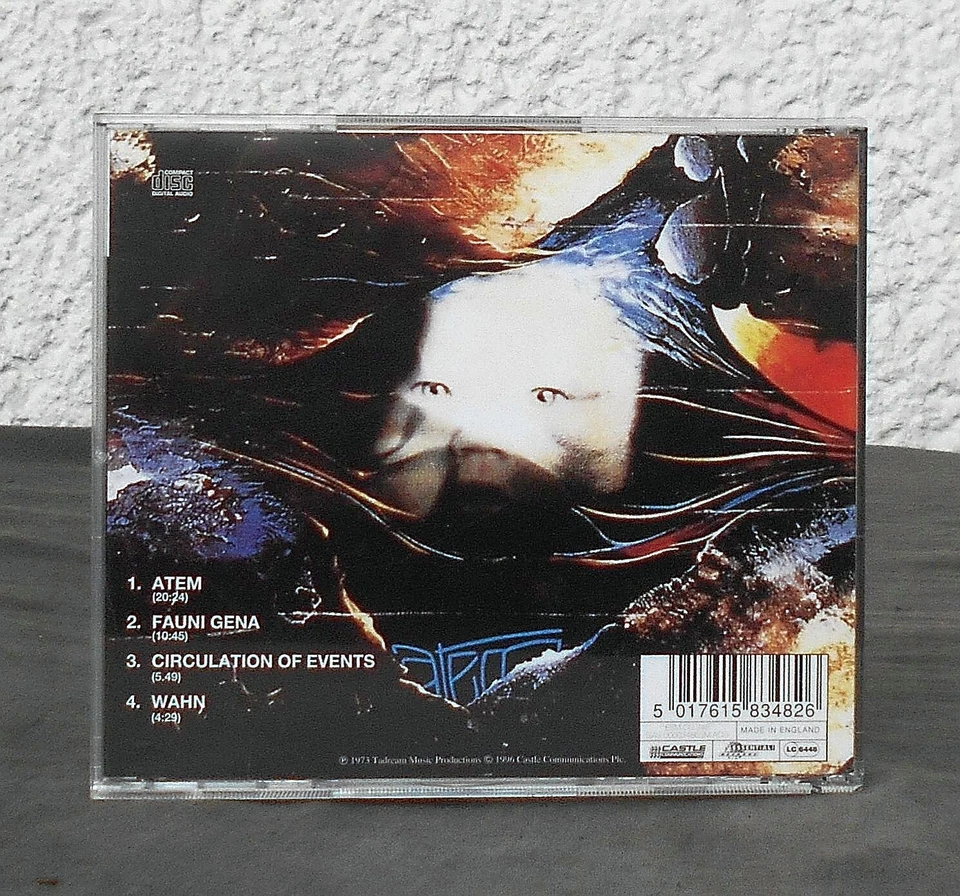 COMPACT
disc
DIGITAL AUDIO
1. ATEM
(20:24)
2. FAUNI GENA
(10:45)
3. CIRCULATION OF EVENTS
(5.49)
4. WAHN
(4:29)
5 017615 834826
MADE IN ENGLAND
CASTLE
ESSENTIAL!
LC 6448
℗ 1973 Tadream Music Productions © 1996 Castle Communications Plc.